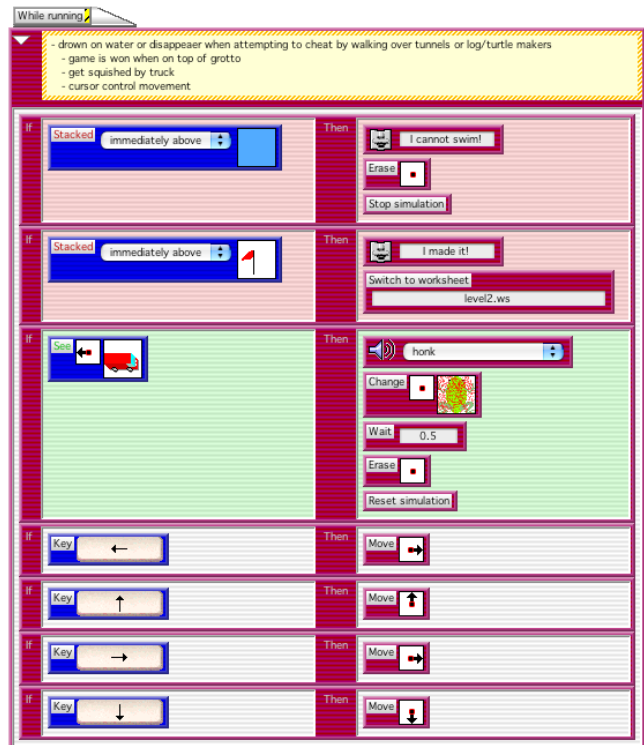 While running
- drown on water or disappeaer when attempting to cheat by walking over tunnels or log/turtle makers
- game is won when on top of grotto
- get squished by truck
- cursor control movement
If
Stacked immediately above
Then
I cannot swim!
Erase
Stop simulation
If
Stacked immediately above
Then
I made it!
Switch to worksheet
level2.ws
If
See
Then
honk
Change
Wait 0.5
Erase
Reset simulation
If
Key ←
Then
Move
If
Key ↑
Then
Move
If
Key →
Then
Move
If
Key ↓
Then
Move